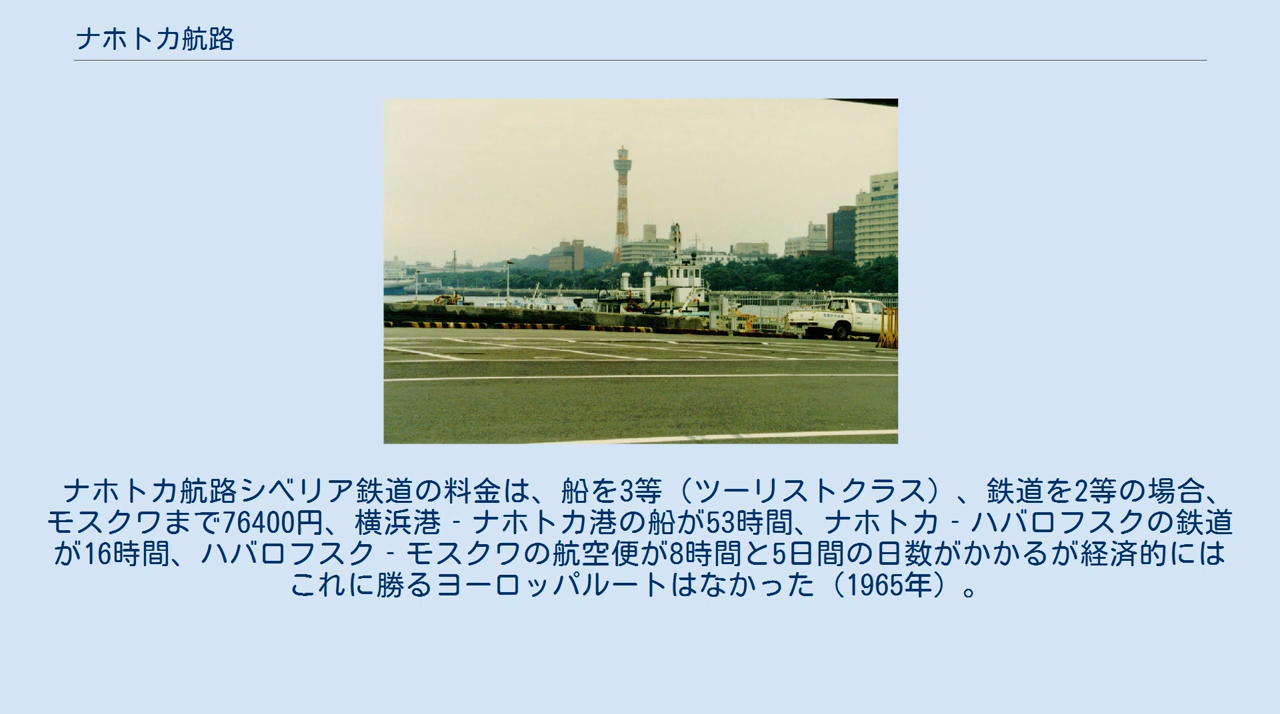 ナホトカ航路
ナホトカ航路シベリア鉄道の料金は、船を3等（ツーリストクラス）、鉄道を2等の場合、
モスクワまで76400円、横浜港 - ナホトカ港の船が53時間、ナホトカ - ハバロフスクの鉄道
が16時間、ハバロフスク - モスクワの航空便が8時間と5日間の日数がかかるが経済的には
これに勝るヨーロッパルートはなかった（1965年）。